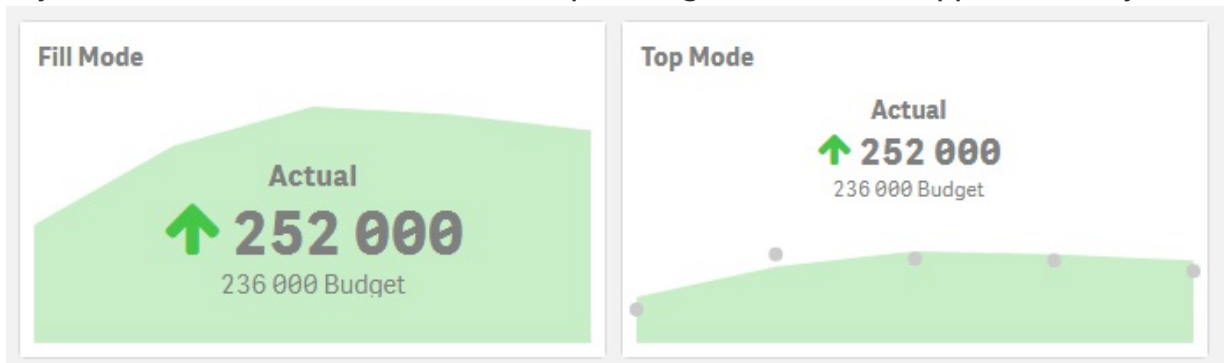 Fill Mode
Actual
252 000
236 000 Budget
Top Mode
Actual
252 000
236 000 Budget